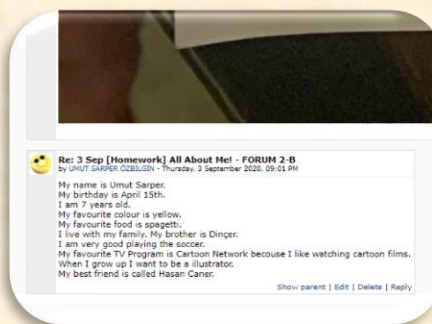 Re: 3 Sep [Homework] All About Me! - FORUM 2-B
by UMUT SARPER ÖZBİLGİN - Thursday, 3 September 2020, 09:01 PM
My name is Umut Sarper.
My birthday is April 15th.
I am 7 years old.
My favourite colour is yellow.
My favourite food is spagetti.
I live with my family. My brother is Dinçer.
I am very good playing the soccer.
My favourite TV Program is Cartoon Network becouse I like watching cartoon films.
When I grow up I want to be a illustrator.
My best friend is called Hasan Caner.
Show parent | Edit | Delete | Reply